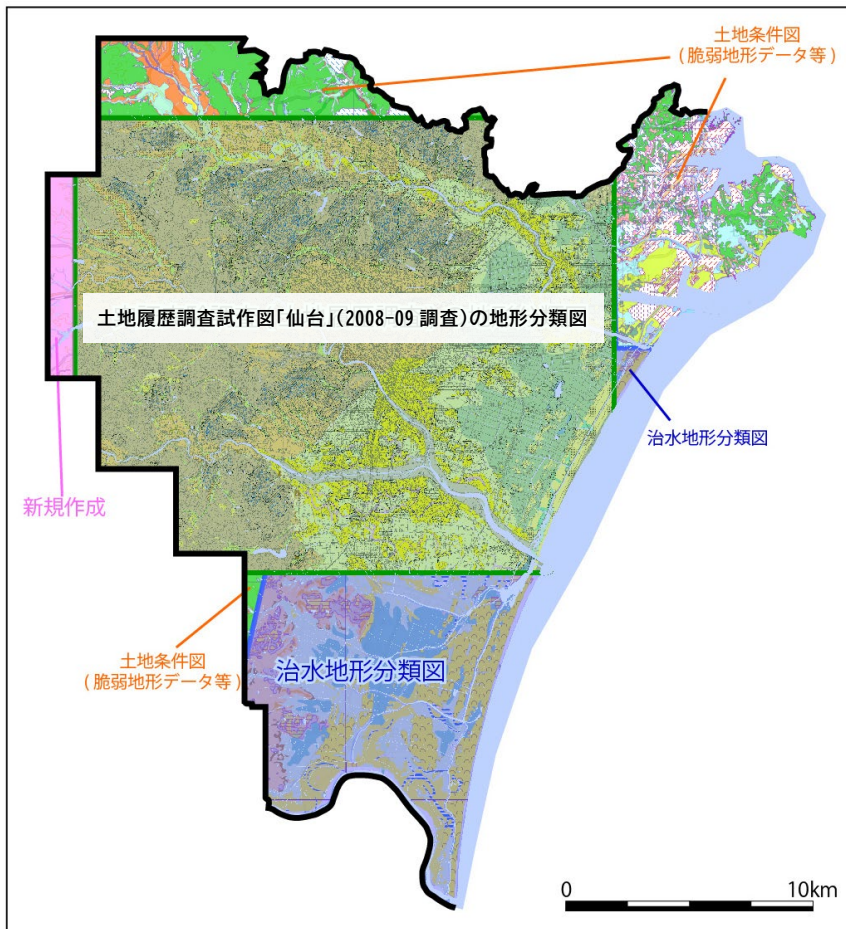 土地条件図
(脆弱地形データ等)
土地履歴調査試作図「仙台」(2008-09 調査)の地形分類図
治水地形分類図
新規作成
土地条件図
(脆弱地形データ等)
治水地形分類図
0 10km